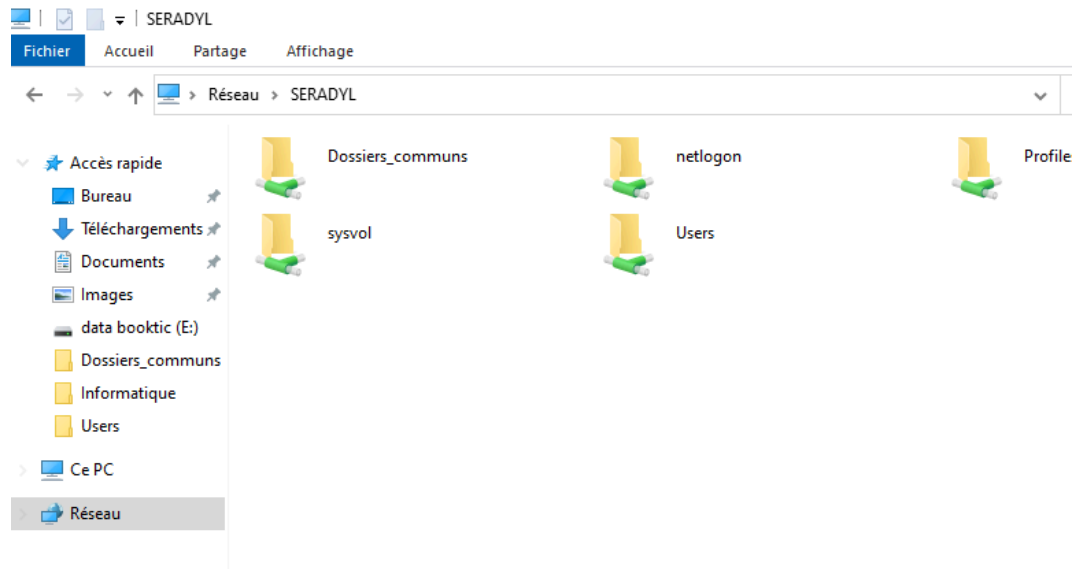 SERADYL
Fichier Accueil Partage Affichage
Réseau SERADYL
Accès rapide
Bureau
Téléchargements
Documents
Images
data booktic (E:)
Dossiers_communs
Informatique
Users
Ce PC
Réseau
Dossiers_communs netlogon Profiles
sysvol Users